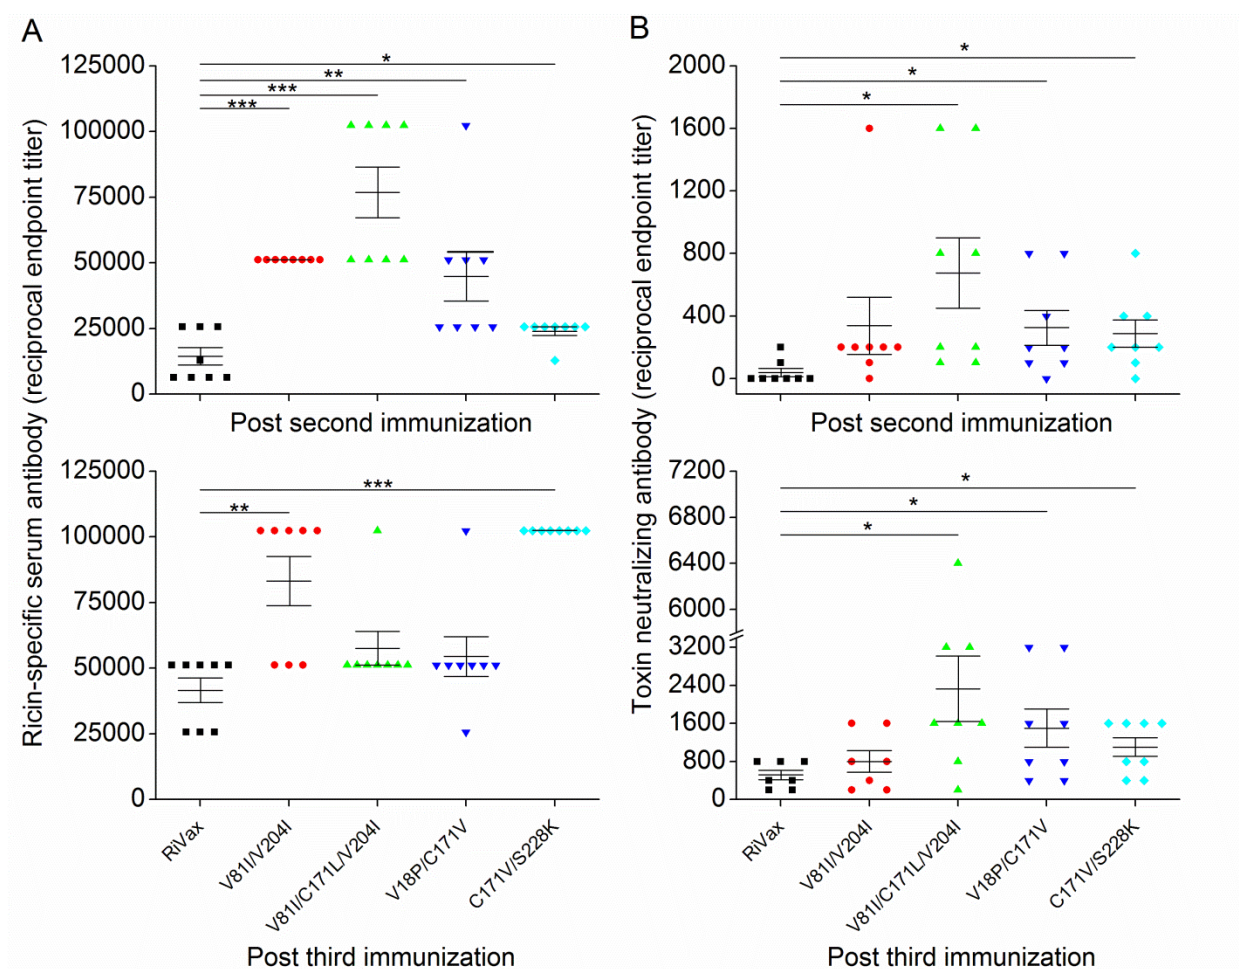 A
B
Ricin-specific serum antibody (reciprocal endpoint titer)
125000
100000
75000
50000
25000
0
*
**
***
***
Post second immunization
125000
100000
75000
50000
25000
0
***
**
RiVax
V81I/V204I
V81I/C171L/V204I
V18P/C171V
C171V/S228K
Post third immunization
Toxin neutralizing antibody (reciprocal endpoint titer)
2000
1600
1200
800
400
0
*
*
*
Post second immunization
7200
6800
6400
6000
3200
2400
1600
800
0
*
*
*
RiVax
V81I/V204I
V81I/C171L/V204I
V18P/C171V
C171V/S228K
Post third immunization